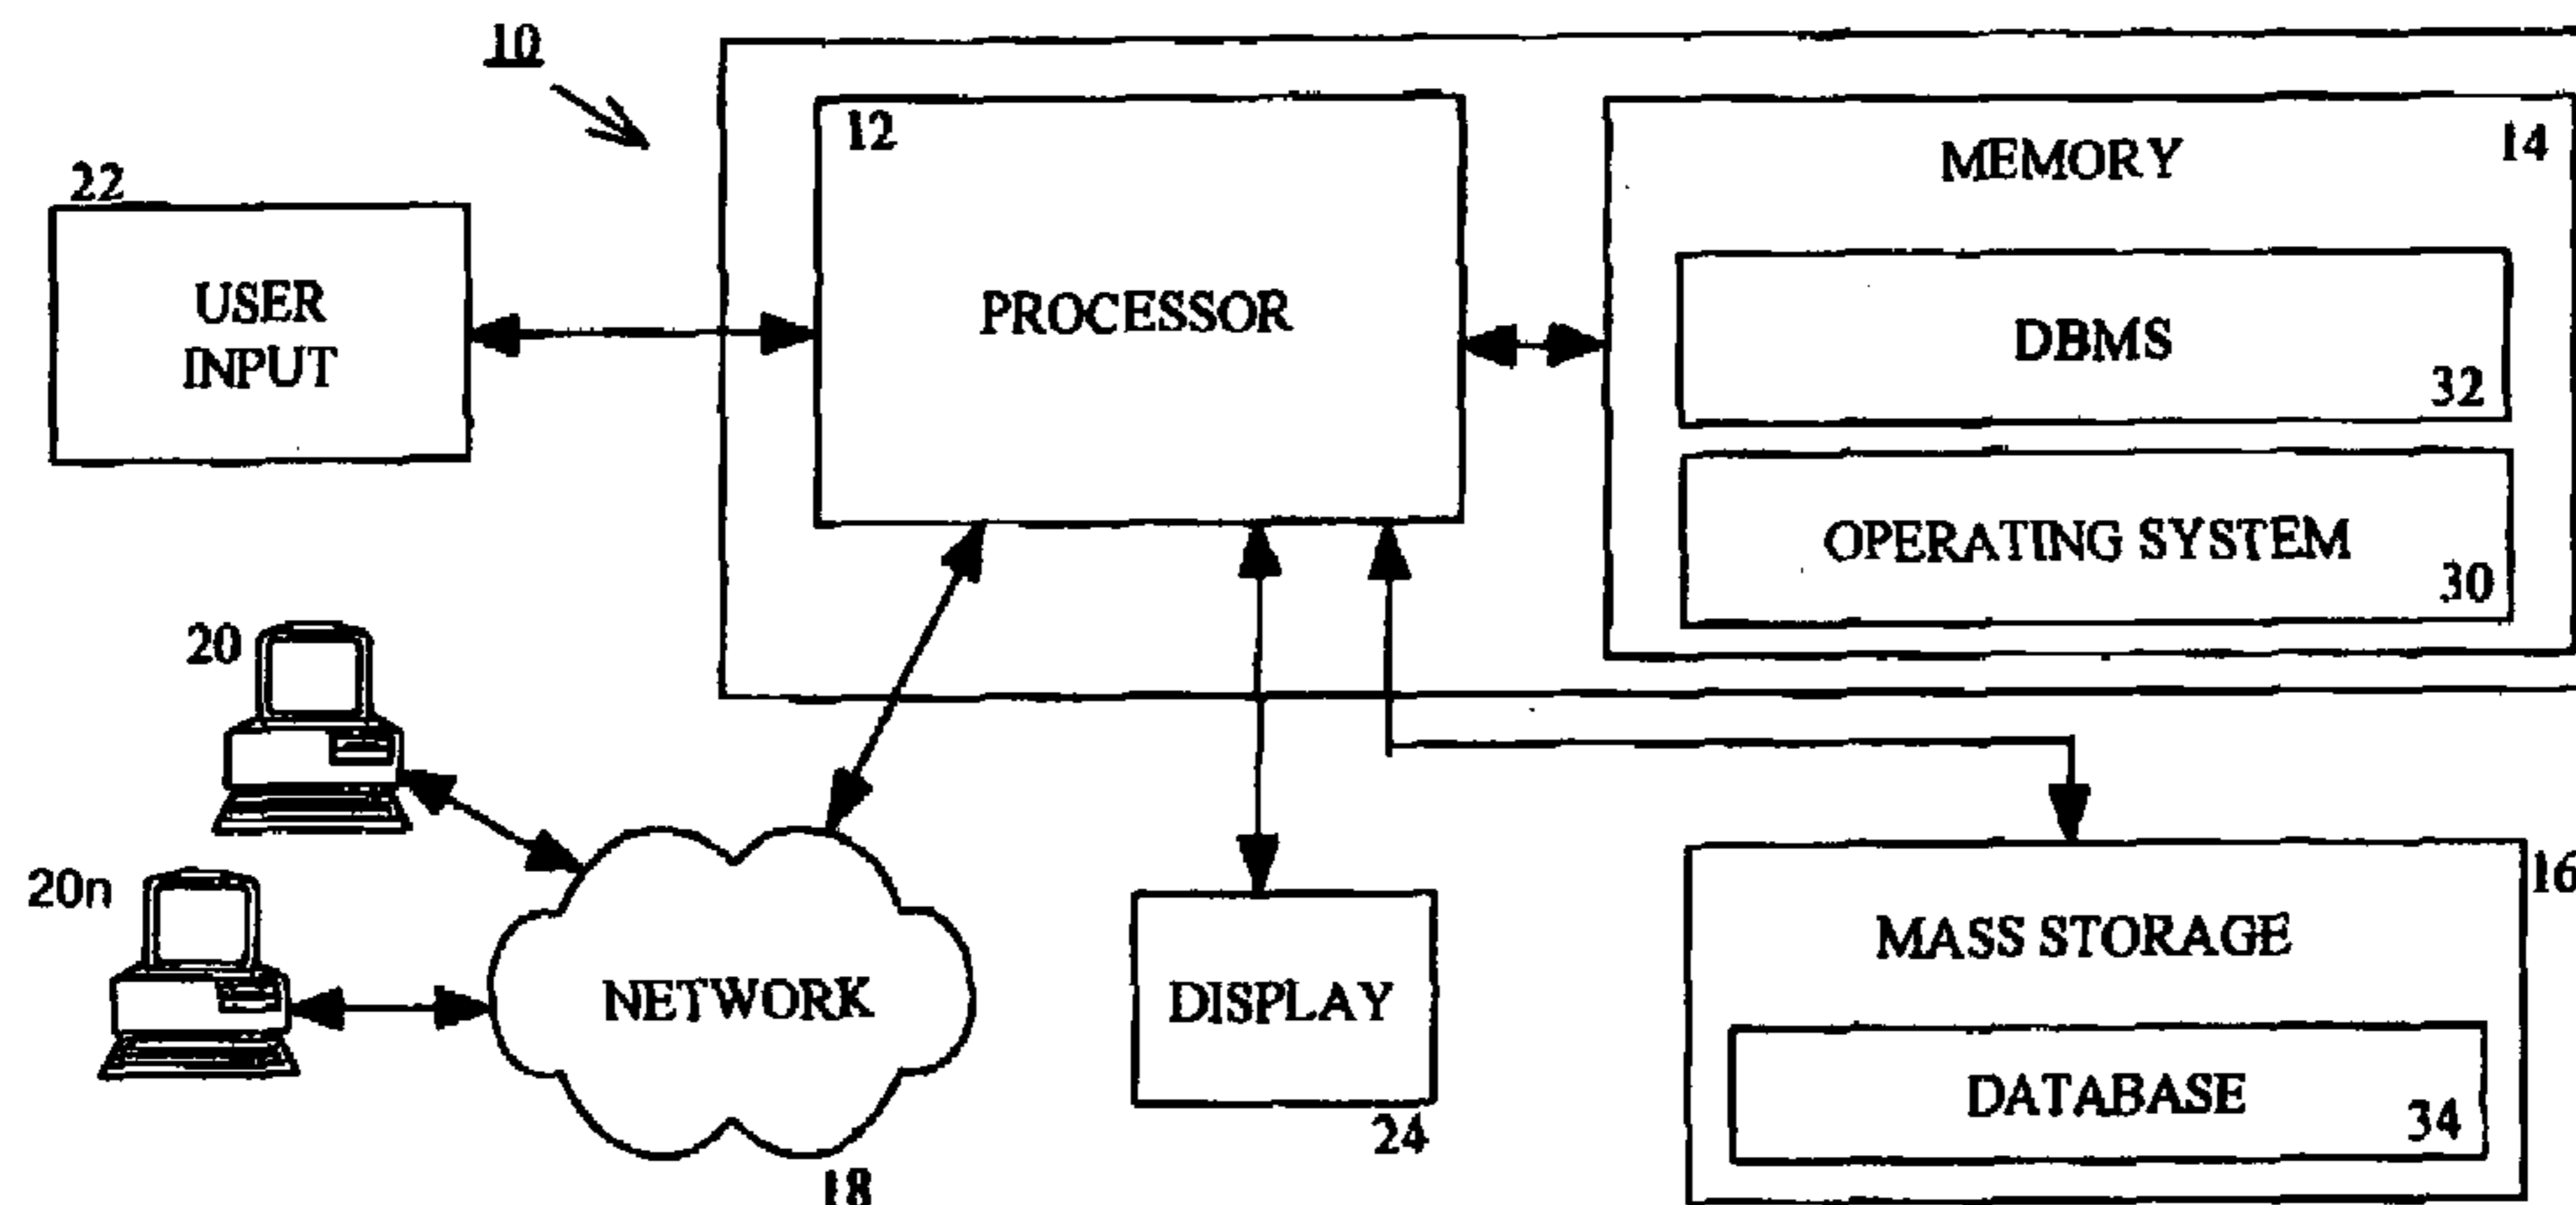 10
12
PROCESSOR
MEMORY
14
DBMS
32
OPERATING SYSTEM
30
22
USER
INPUT
20
20n
NETWORK
18
DISPLAY
24
MASS STORAGE
16
DATABASE
34